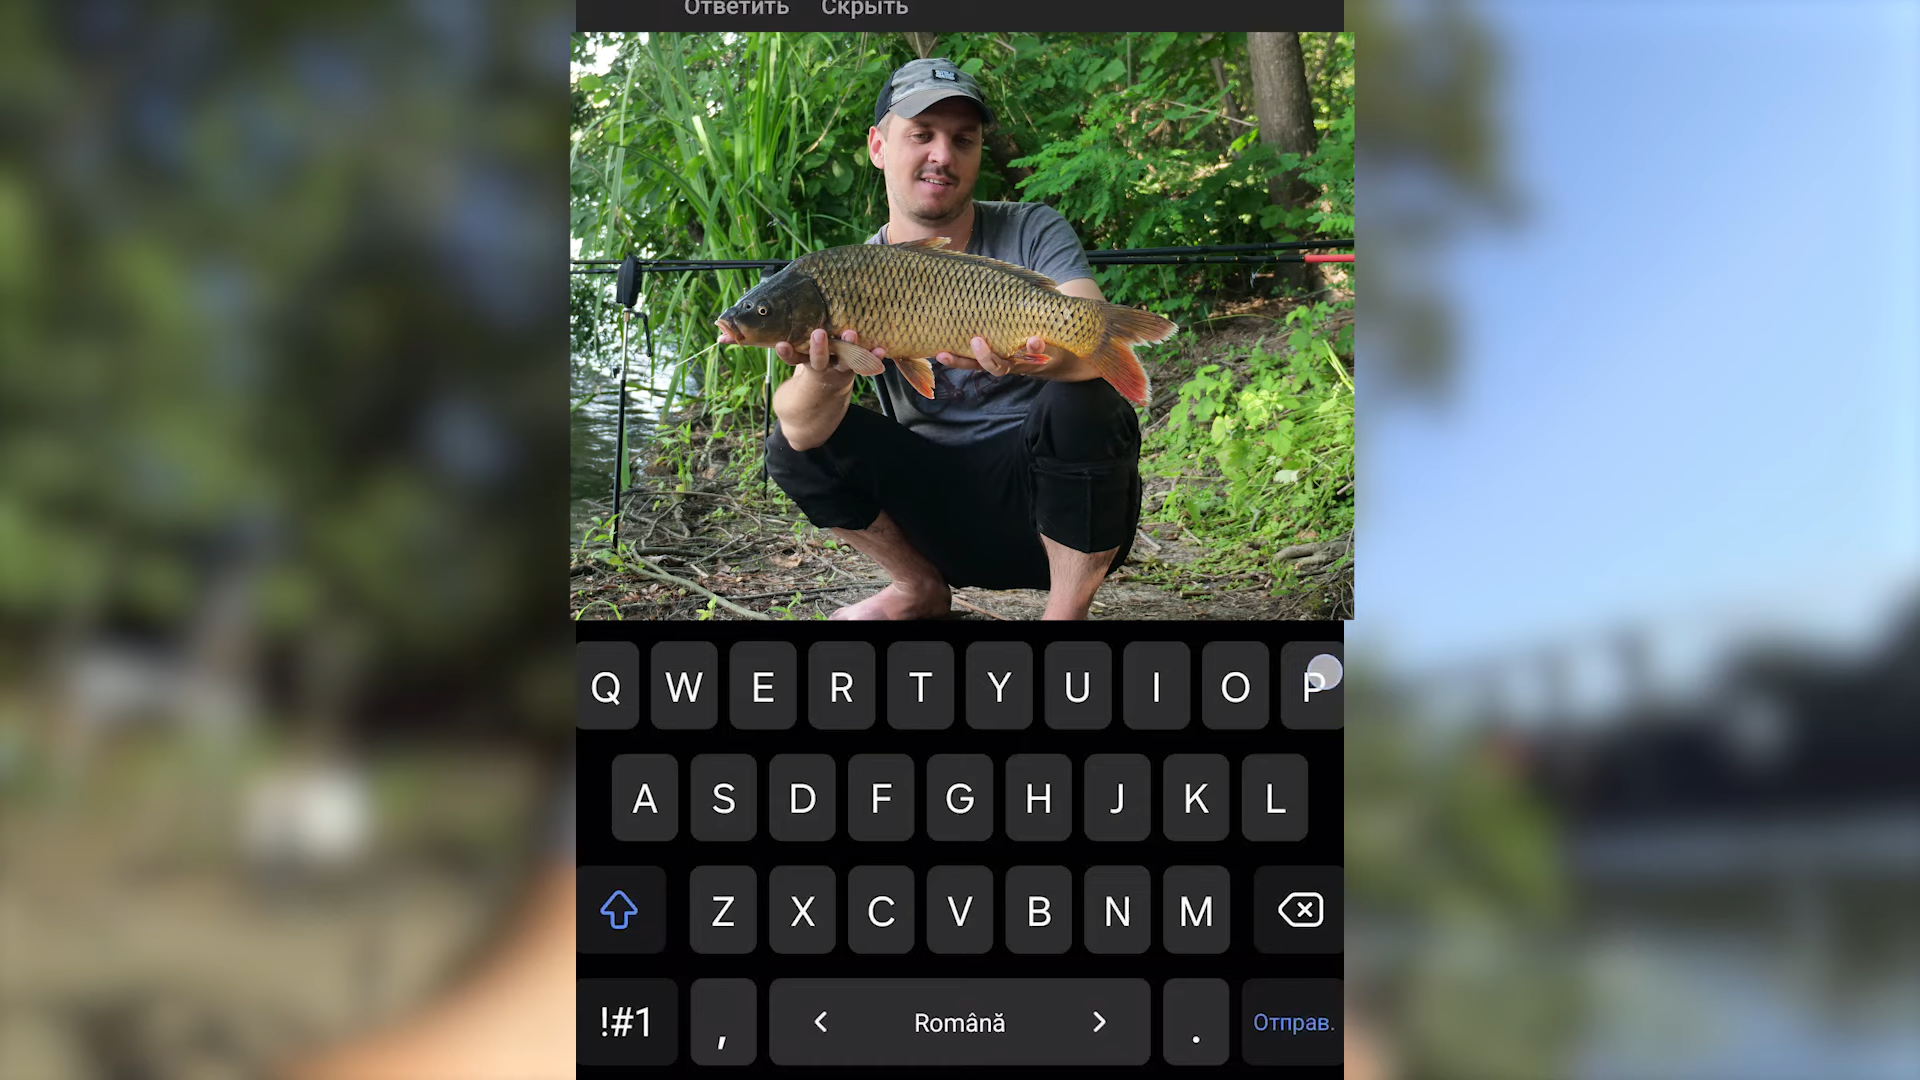 Ответить Скрыть
Q W E R T Y U I O P
A S D F G H J K L
Z X C V B N M
!#1 , < Română > . Отправ.